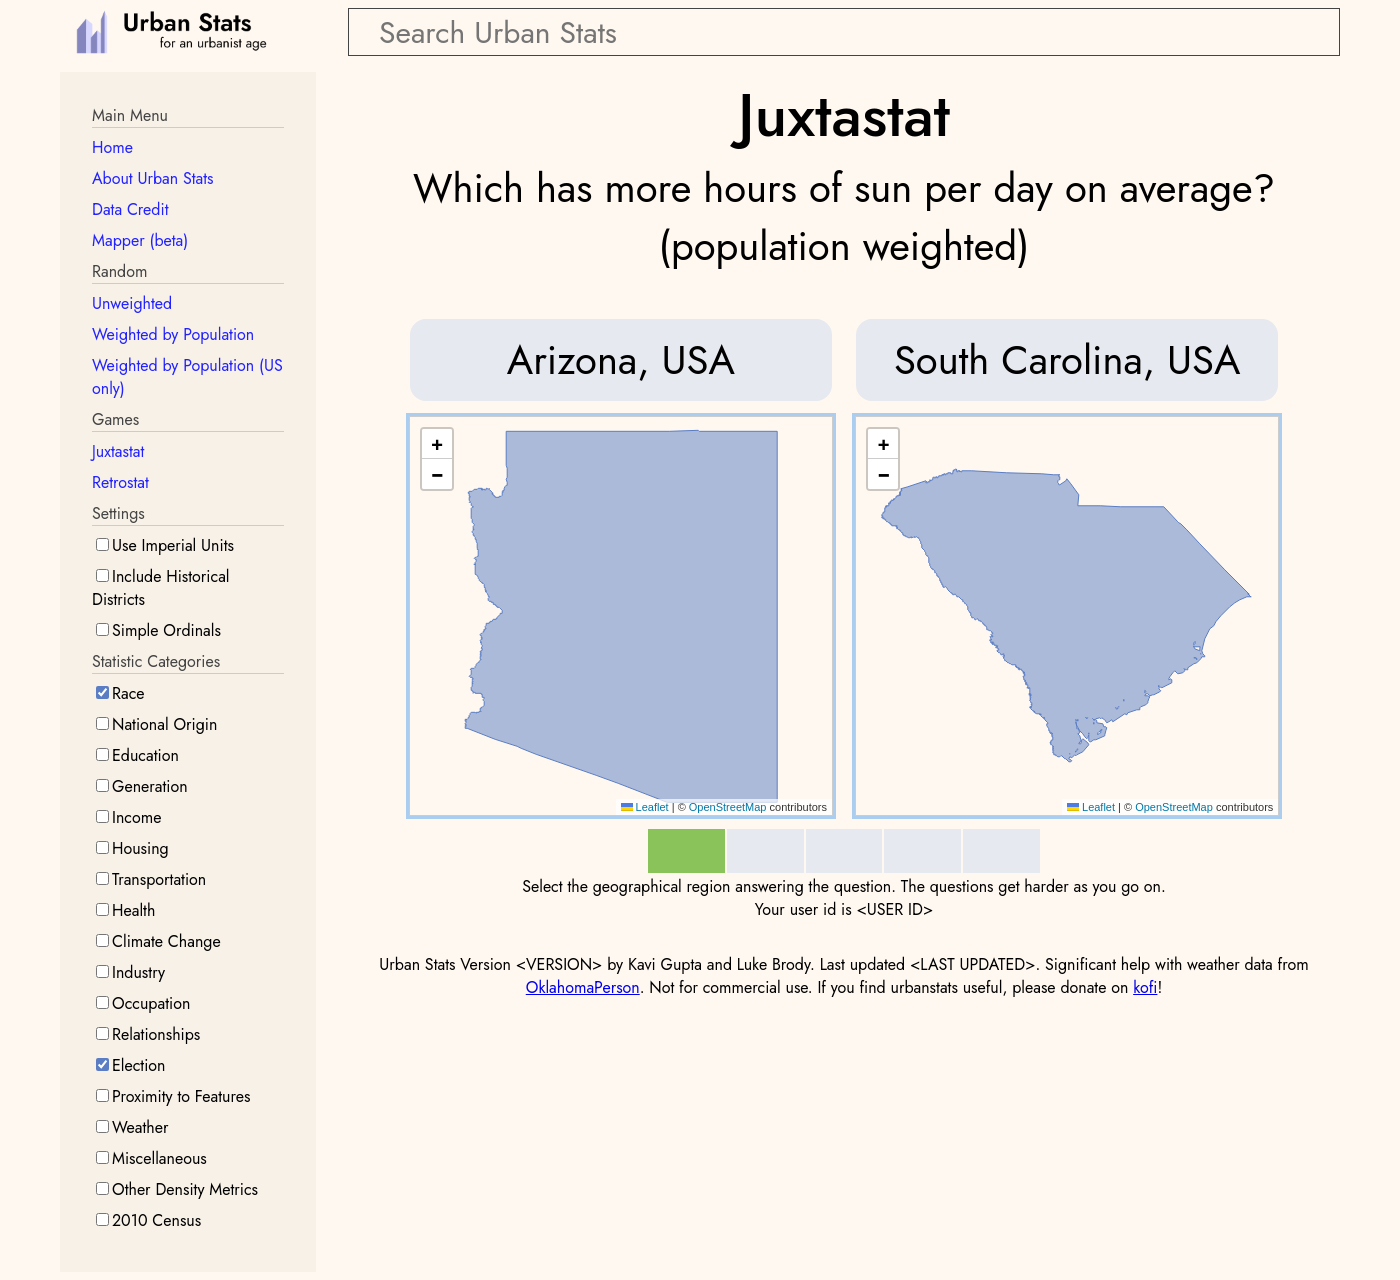 Urban Stats
for an urbanist age
Search Urban Stats
Main Menu
Home
About Urban Stats
Data Credit
Mapper (beta)
Random
Unweighted
Weighted by Population
Weighted by Population (US
only)
Games
Juxtastat
Retrostat
Settings
Use Imperial Units
Include Historical
Districts
Simple Ordinals
Statistic Categories
Race
National Origin
Education
Generation
Income
Housing
Transportation
Health
Climate Change
Industry
Occupation
Relationships
Election
Proximity to Features
Weather
Miscellaneous
Other Density Metrics
2010 Census
Juxtastat
Which has more hours of sun per day on average?
(population weighted)
Arizona, USA
South Carolina, USA
+
−
Leaflet | © OpenStreetMap contributors
+
−
Leaflet | © OpenStreetMap contributors
Select the geographical region answering the question. The questions get harder as you go on.
Your user id is <USER ID>
Urban Stats Version <VERSION> by Kavi Gupta and Luke Brody. Last updated <LAST UPDATED>. Significant help with weather data from
OklahomaPerson. Not for commercial use. If you find urbanstats useful, please donate on kofi!